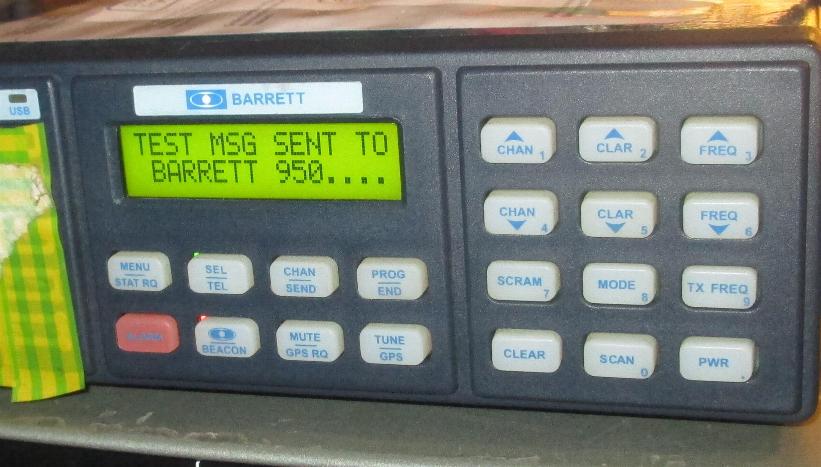 USB
BARRETT
TEST MSG SENT TO
BARRETT 950....
MENU
STAT RQ
SEL
TEL
CHAN
SEND
PROG
END
ALARM
BEACON
MUTE
GPS RQ
TUNE
GPS
CHAN 1
CLAR 2
FREQ 3
CHAN 4
CLAR 5
FREQ 6
SCRAM 7
MODE 8
TX FREQ 9
CLEAR
SCAN 0
PWR .